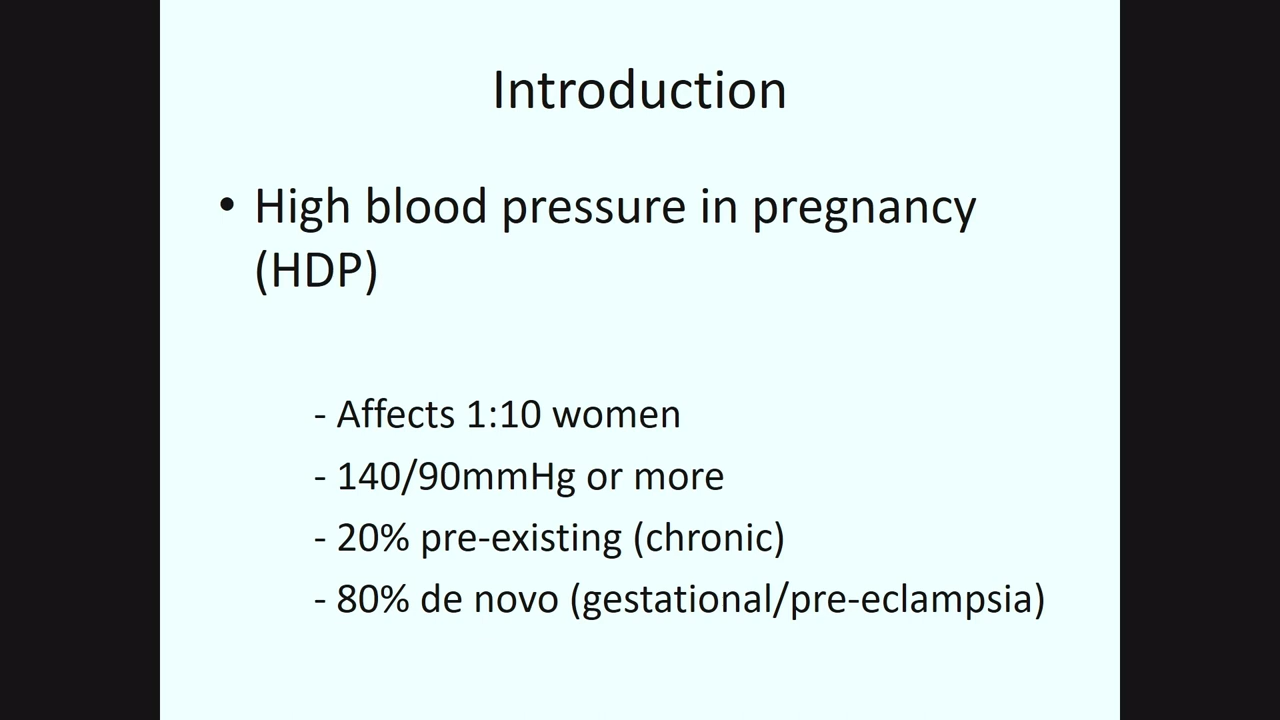 Introduction
• High blood pressure in pregnancy
(HDP)
- Affects 1:10 women
- 140/90mmHg or more
- 20% pre-existing (chronic)
- 80% de novo (gestational/pre-eclampsia)